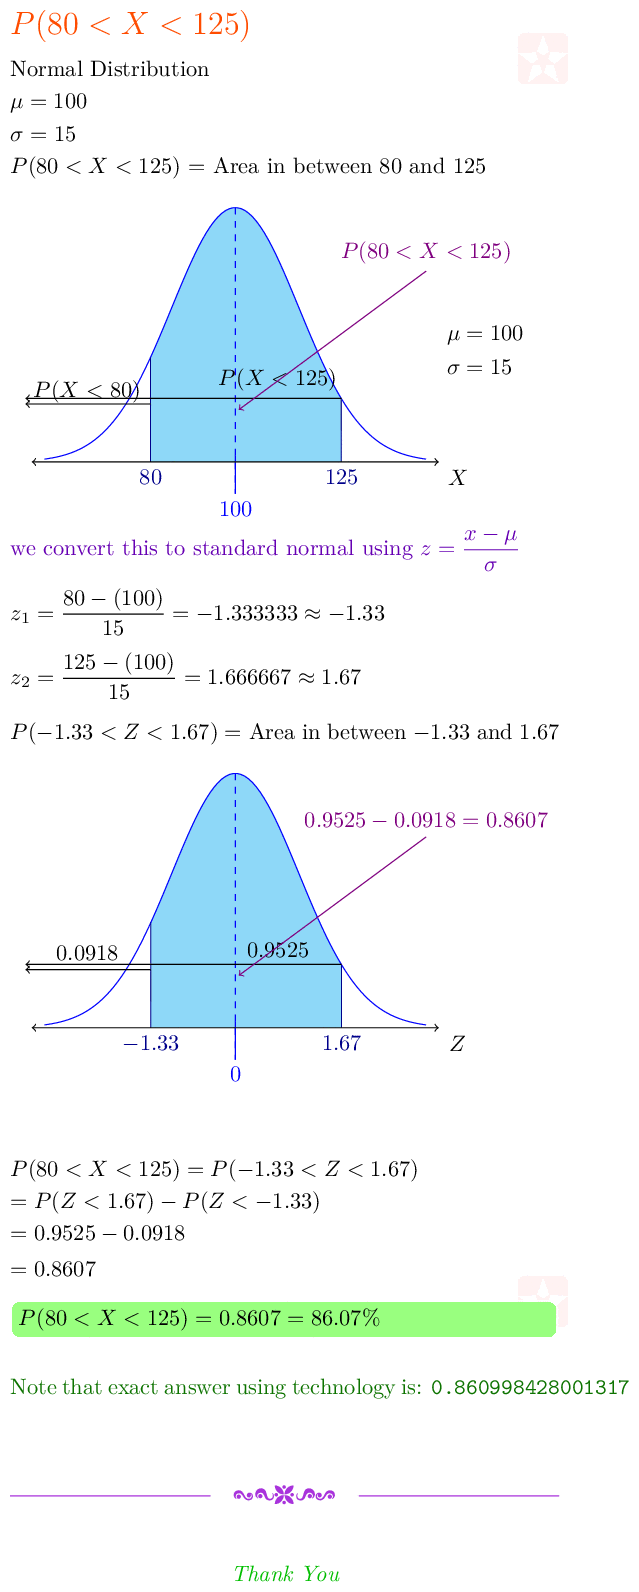 P(80 < X < 125)
Normal Distribution
μ = 100
σ = 15
P(80 < X < 125) = Area in between 80 and 125
P(80 < X < 125)
μ = 100
σ = 15
P(X < 80)
P(X < 125)
80
125
X
100
we convert this to standard normal using z = \frac{x − μ}{σ}
z₁ = \frac{80 − (100)}{15} = −1.333333 ≈ −1.33
z₂ = \frac{125 − (100)}{15} = 1.666667 ≈ 1.67
P(−1.33 < Z < 1.67) = Area in between −1.33 and 1.67
0.9525 − 0.0918 = 0.8607
0.0918
0.9525
−1.33
1.67
Z
0
P(80 < X < 125) = P(−1.33 < Z < 1.67)
= P(Z < 1.67) − P(Z < −1.33)
= 0.9525 − 0.0918
= 0.8607
P(80 < X < 125) = 0.8607 = 86.07%
Note that exact answer using technology is: 0.860998428001317
Thank You